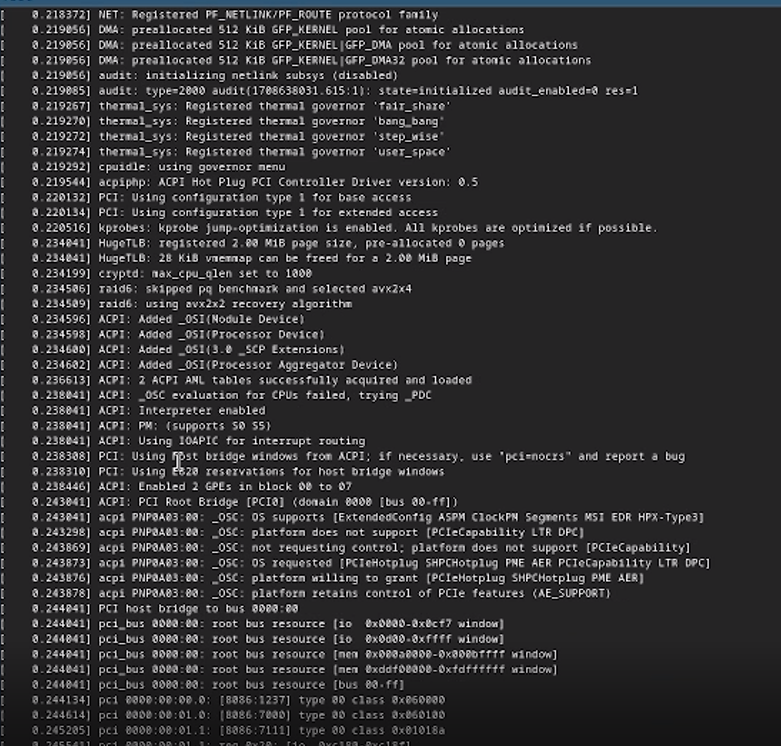 [    0.218372] NET: Registered PF_NETLINK/PF_ROUTE protocol family
[    0.219056] DMA: preallocated 512 KiB GFP_KERNEL pool for atomic allocations
[    0.219056] DMA: preallocated 512 KiB GFP_KERNEL|GFP_DMA pool for atomic allocations
[    0.219056] DMA: preallocated 512 KiB GFP_KERNEL|GFP_DMA32 pool for atomic allocations
[    0.219056] audit: initializing netlink subsys (disabled)
[    0.219085] audit: type=2000 audit(1708638031.615:1): state=initialized audit_enabled=0 res=1
[    0.219267] thermal_sys: Registered thermal governor 'fair_share'
[    0.219270] thermal_sys: Registered thermal governor 'bang_bang'
[    0.219272] thermal_sys: Registered thermal governor 'step_wise'
[    0.219274] thermal_sys: Registered thermal governor 'user_space'
[    0.219292] cpuidle: using governor menu
[    0.219544] acpiphp: ACPI Hot Plug PCI Controller Driver version: 0.5
[    0.220132] PCI: Using configuration type 1 for base access
[    0.220134] PCI: Using configuration type 1 for extended access
[    0.220516] kprobes: kprobe jump-optimization is enabled. All kprobes are optimized if possible.
[    0.234041] HugeTLB: registered 2.00 MiB page size, pre-allocated 0 pages
[    0.234041] HugeTLB: 28 KiB vmemmap can be freed for a 2.00 MiB page
[    0.234199] cryptd: max_cpu_qlen set to 1000
[    0.234506] raid6: skipped pq benchmark and selected avx2x4
[    0.234509] raid6: using avx2x2 recovery algorithm
[    0.234596] ACPI: Added _OSI(Module Device)
[    0.234598] ACPI: Added _OSI(Processor Device)
[    0.234600] ACPI: Added _OSI(3.0 _SCP Extensions)
[    0.234602] ACPI: Added _OSI(Processor Aggregator Device)
[    0.236613] ACPI: 2 ACPI AML tables successfully acquired and loaded
[    0.238041] ACPI: _OSC evaluation for CPUs failed, trying _PDC
[    0.238041] ACPI: Interpreter enabled
[    0.238041] ACPI: PM: (supports S0 S5)
[    0.238041] ACPI: Using IOAPIC for interrupt routing
[    0.238308] PCI: Using host bridge windows from ACPI; if necessary, use "pci=nocrs" and report a bug
[    0.238310] PCI: Using E820 reservations for host bridge windows
[    0.238446] ACPI: Enabled 2 GPEs in block 00 to 07
[    0.243041] ACPI: PCI Root Bridge [PCI0] (domain 0000 [bus 00-ff])
[    0.243041] acpi PNP0A03:00: _OSC: OS supports [ExtendedConfig ASPM ClockPM Segments MSI EDR HPX-Type3]
[    0.243298] acpi PNP0A03:00: _OSC: platform does not support [PCIeCapability LTR DPC]
[    0.243869] acpi PNP0A03:00: _OSC: not requesting control; platform does not support [PCIeCapability]
[    0.243873] acpi PNP0A03:00: _OSC: OS requested [PCIeHotplug SHPCHotplug PME AER PCIeCapability LTR DPC]
[    0.243876] acpi PNP0A03:00: _OSC: platform willing to grant [PCIeHotplug SHPCHotplug PME AER]
[    0.243878] acpi PNP0A03:00: _OSC: platform retains control of PCIe features (AE_SUPPORT)
[    0.244041] PCI host bridge to bus 0000:00
[    0.244041] pci_bus 0000:00: root bus resource [io  0x0000-0x0cf7 window]
[    0.244041] pci_bus 0000:00: root bus resource [io  0x0d00-0xffff window]
[    0.244041] pci_bus 0000:00: root bus resource [mem 0x000a0000-0x000bffff window]
[    0.244041] pci_bus 0000:00: root bus resource [mem 0xddf00000-0xfdffffff window]
[    0.244041] pci_bus 0000:00: root bus resource [bus 00-ff]
[    0.244134] pci 0000:00:00.0: [8086:1237] type 00 class 0x060000
[    0.244614] pci 0000:00:01.0: [8086:7000] type 00 class 0x060100
[    0.245205] pci 0000:00:01.1: [8086:7111] type 00 class 0x01018a